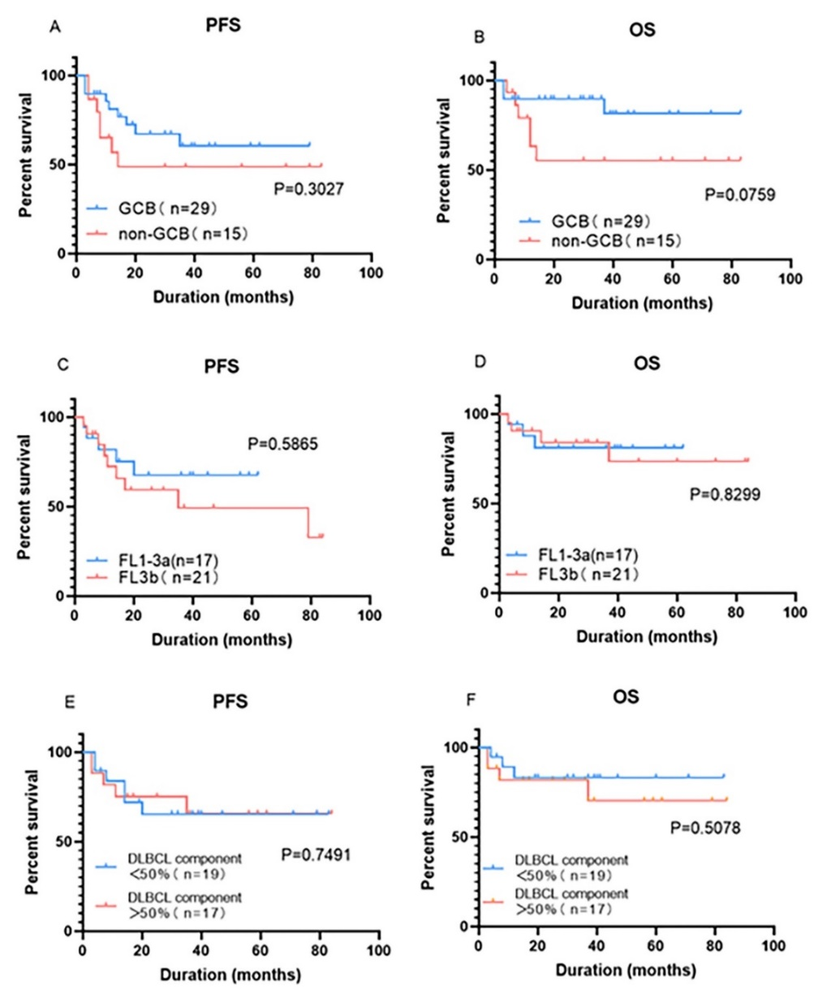 A
PFS
100
50
0
Percent survival
P=0.3027
GCB( n=29)
non-GCB( n=15)
0 20 40 60 80 100
Duration (months)
B
OS
100
50
0
Percent survival
P=0.0759
GCB( n=29)
non-GCB( n=15)
0 20 40 60 80 100
Duration (months)
C
PFS
100
50
0
Percent survival
P=0.5865
FL1-3a(n=17)
FL3b( n=21)
0 20 40 60 80 100
Duration (months)
D
OS
100
50
0
Percent survival
P=0.8299
FL1-3a(n=17)
FL3b( n=21)
0 20 40 60 80 100
Duration (months)
E
PFS
100
50
0
Percent survival
P=0.7491
DLBCL component
<50%( n=19)
DLBCL component
>50%( n=17)
0 20 40 60 80 100
Duration (months)
F
OS
100
50
0
Percent survival
P=0.5078
DLBCL component
<50%( n=19)
DLBCL component
>50%( n=17)
0 20 40 60 80 100
Duration (months)